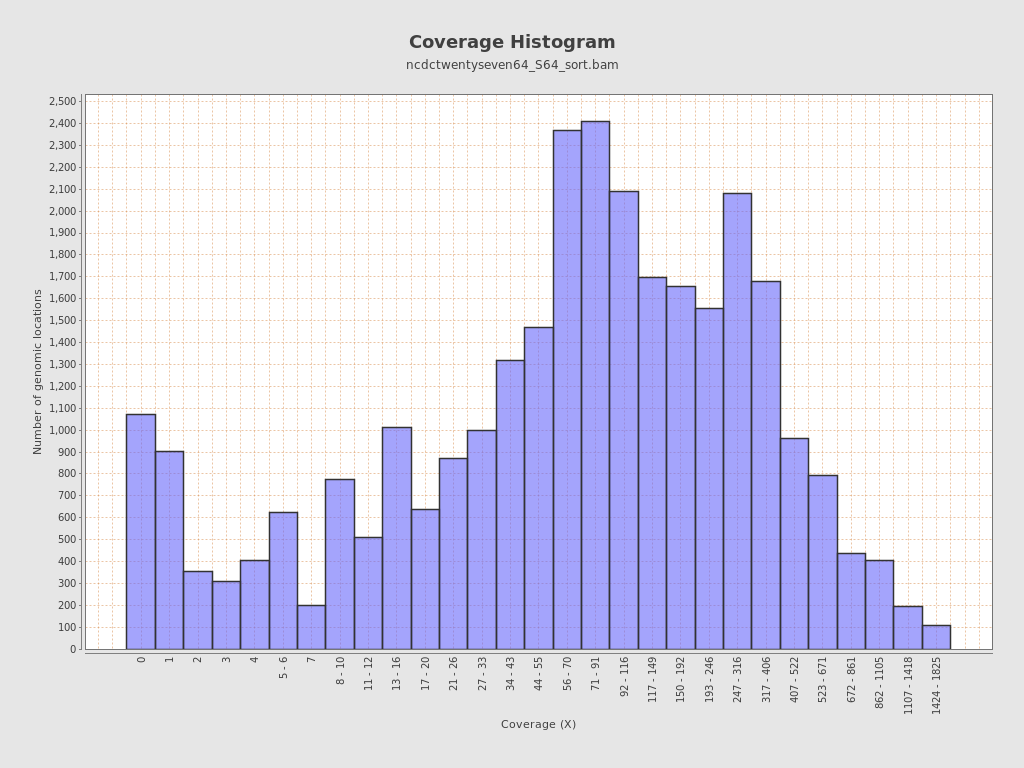 Coverage Histogram
ncdctwentyseven64_S64_sort.bam
2,500
2,400
2,300
2,200
2,100
2,000
1,900
1,800
1,700
1,600
1,500
1,400
1,300
1,200
1,100
1,000
900
800
700
600
500
400
300
200
100
0
Number of genomic locations
0
1
2
3
4
5 - 6
7
8 - 10
11 - 12
13 - 16
17 - 20
21 - 26
27 - 33
34 - 43
44 - 55
56 - 70
71 - 91
92 - 116
117 - 149
150 - 192
193 - 246
247 - 316
317 - 406
407 - 522
523 - 671
672 - 861
862 - 1105
1107 - 1418
1424 - 1825
Coverage (X)